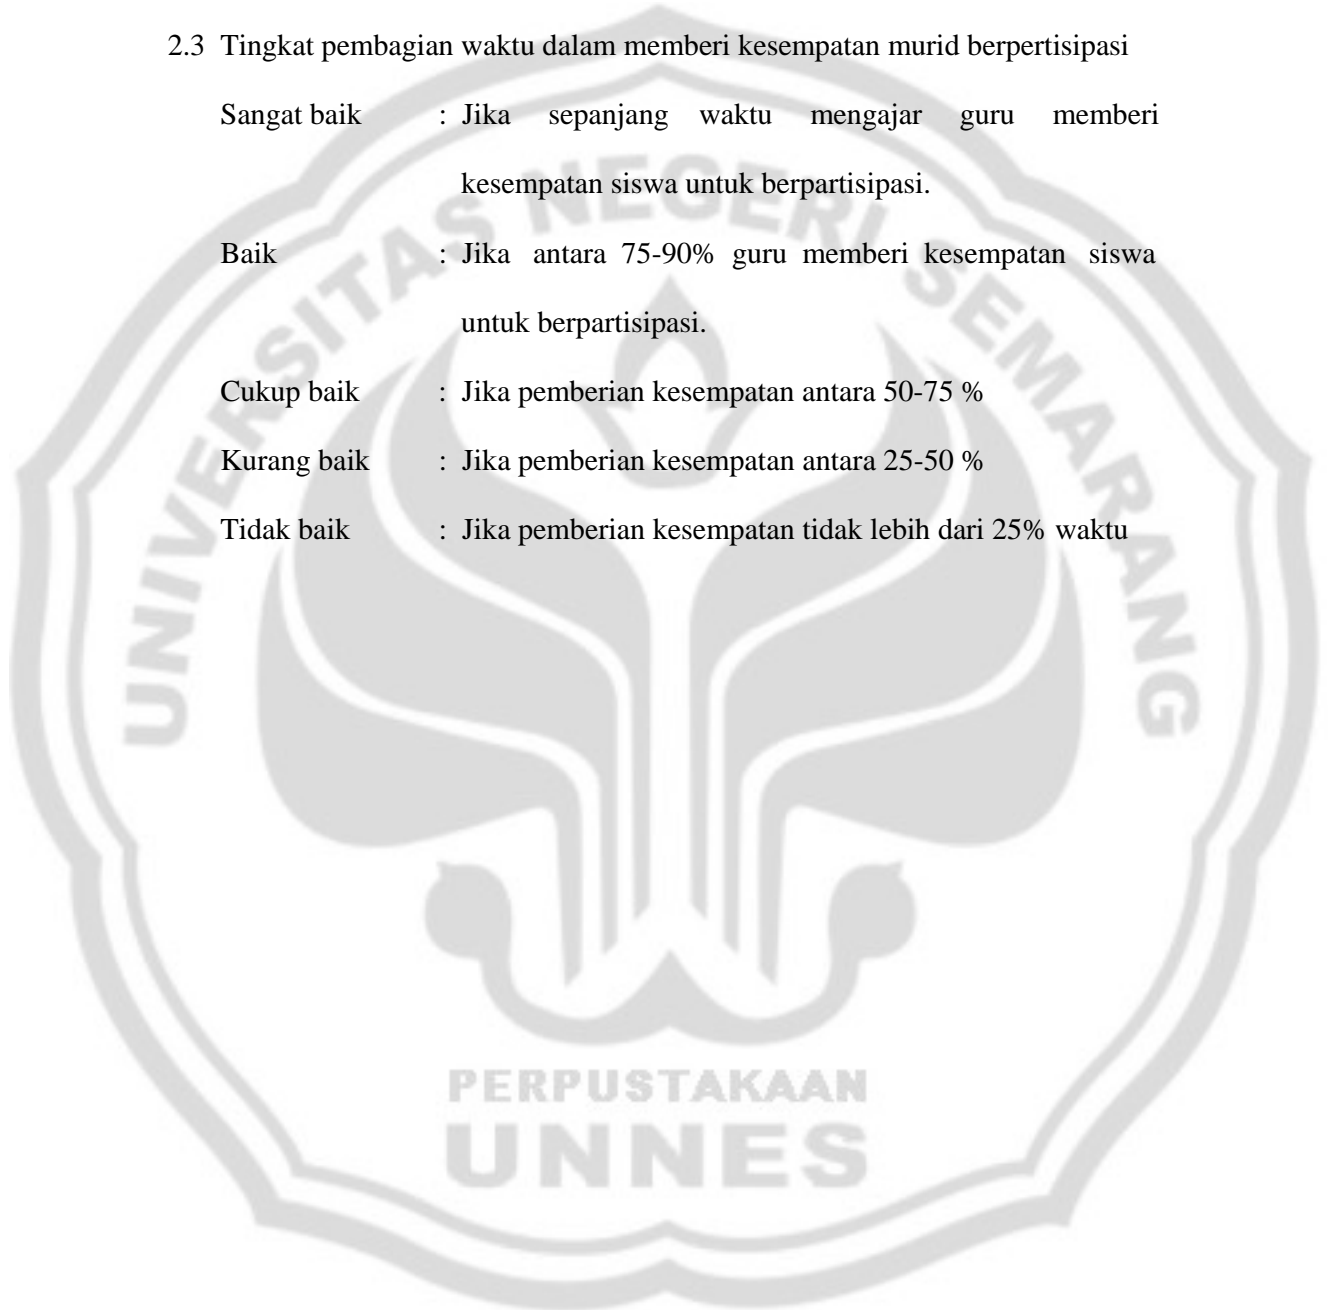 2.3 Tingkat pembagian waktu dalam memberi kesempatan murid berpertisipasi
Sangat baik : Jika sepanjang waktu mengajar guru memberi
kesempatan siswa untuk berpartisipasi.
Baik : Jika antara 75-90% guru memberi kesempatan siswa
untuk berpartisipasi.
Cukup baik : Jika pemberian kesempatan antara 50-75 %
Kurang baik : Jika pemberian kesempatan antara 25-50 %
Tidak baik : Jika pemberian kesempatan tidak lebih dari 25% waktu
UNIVERSITAS NEGERI SEMARANG
PERPUSTAKAAN
UNNES